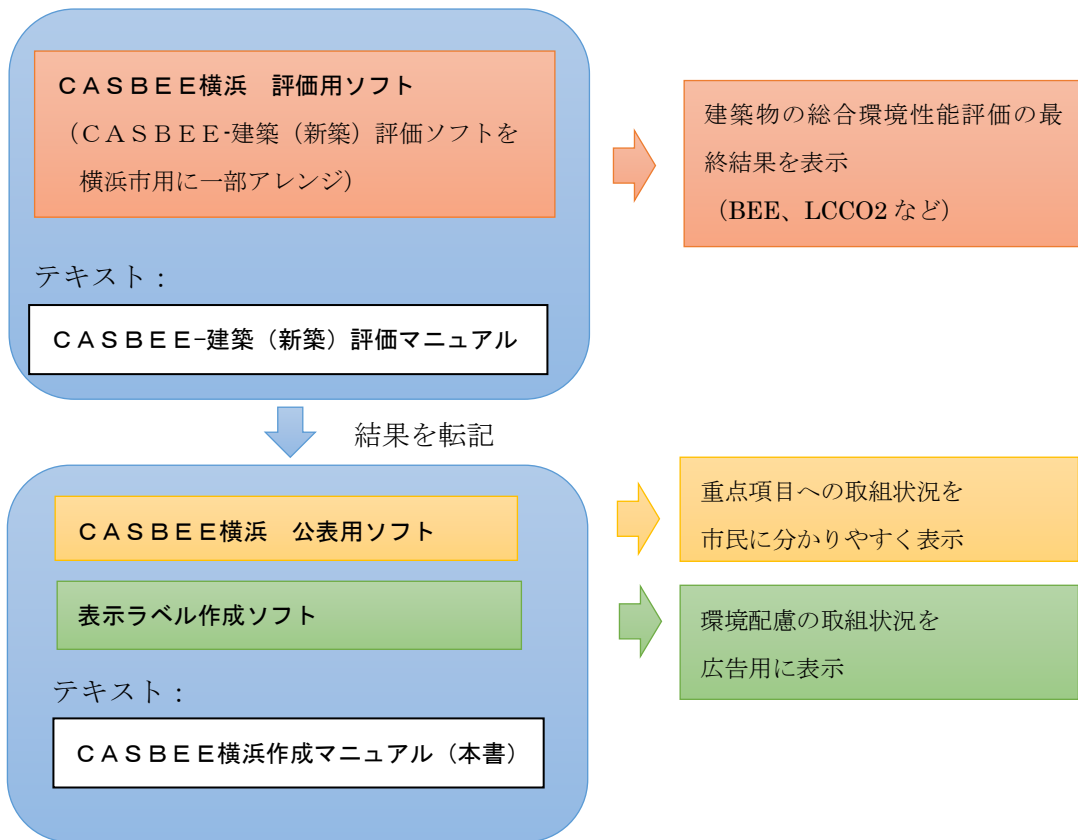 ＣＡＳＢＥＥ横浜　評価用ソフト
（ＣＡＳＢＥＥ-建築（新築）評価ソフトを
横浜市用に一部アレンジ）
建築物の総合環境性能評価の最
終結果を表示
（BEE、LCCO2 など）
テキスト：
ＣＡＳＢＥＥ-建築（新築）評価マニュアル
結果を転記
ＣＡＳＢＥＥ横浜　公表用ソフト
重点項目への取組状況を
市民に分かりやすく表示
表示ラベル作成ソフト
環境配慮の取組状況を
広告用に表示
テキスト：
ＣＡＳＢＥＥ横浜作成マニュアル（本書）